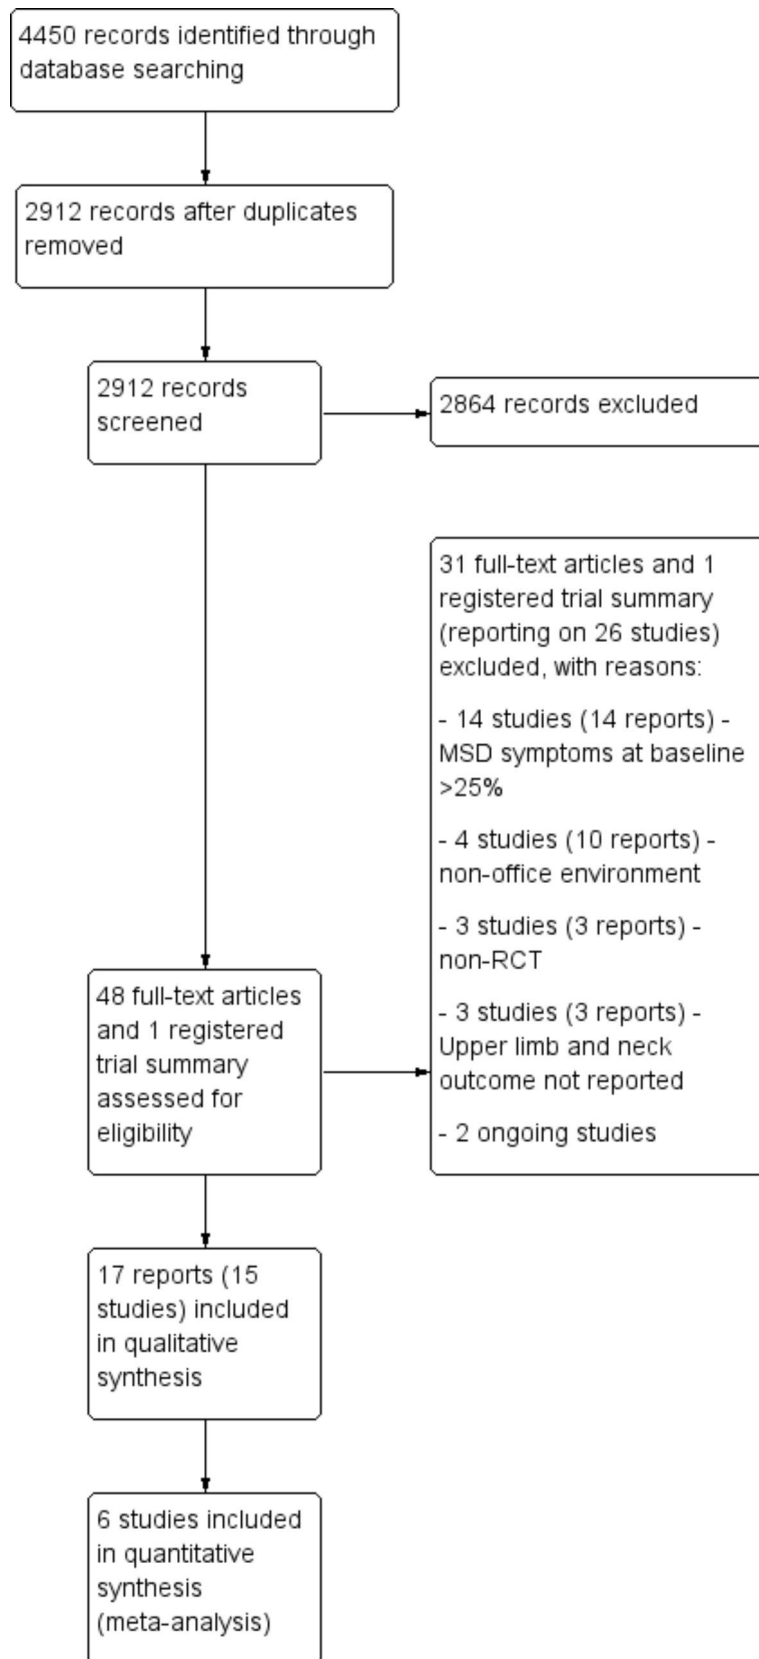 4450 records identified through
database searching
2912 records after duplicates
removed
2912 records
screened
2864 records excluded
31 full-text articles and 1
registered trial summary
(reporting on 26 studies)
excluded, with reasons:
- 14 studies (14 reports) -
MSD symptoms at baseline
>25%
- 4 studies (10 reports) -
non-office environment
- 3 studies (3 reports) -
non-RCT
- 3 studies (3 reports) -
Upper limb and neck
outcome not reported
- 2 ongoing studies
48 full-text articles
and 1 registered
trial summary
assessed for
eligibility
17 reports (15
studies) included
in qualitative
synthesis
6 studies included
in quantitative
synthesis
(meta-analysis)